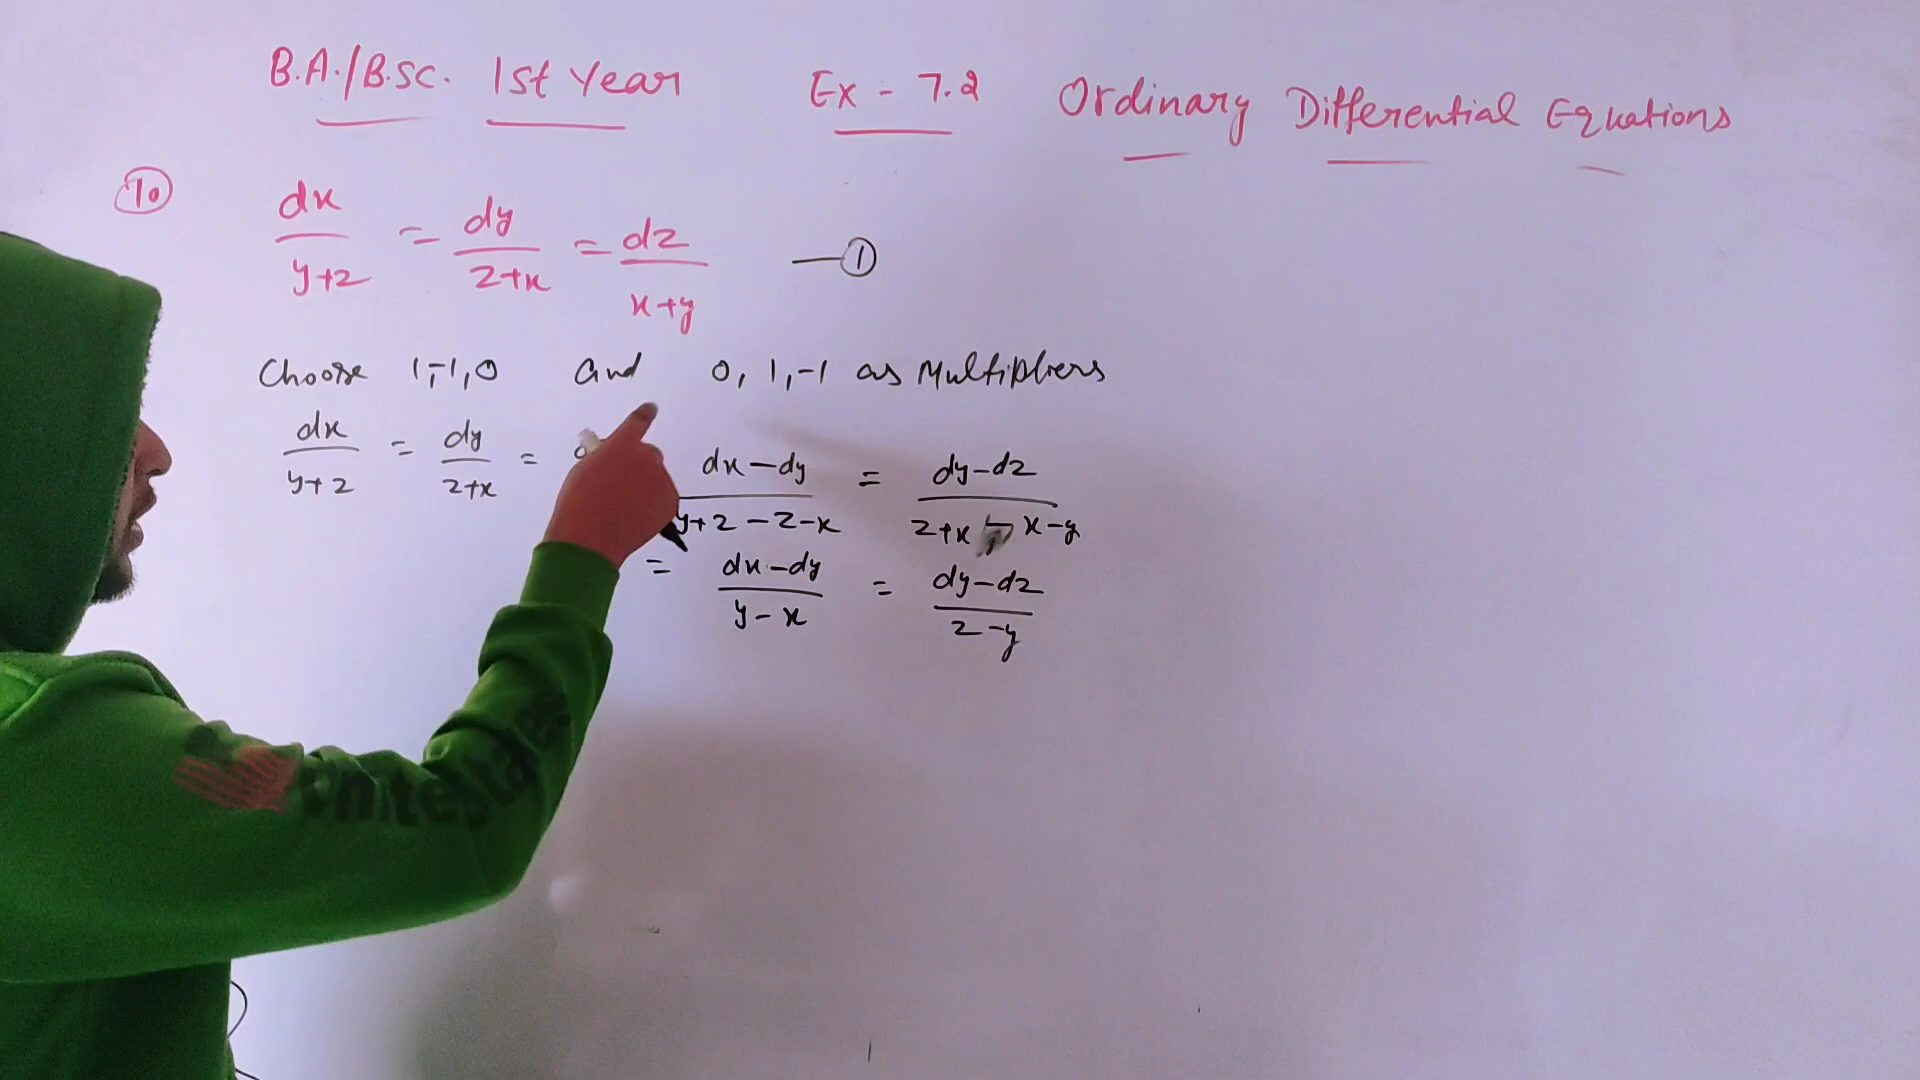 B.A./B.SC. 1st Year Ex - 7.2 Ordinary Differential Equations
10 dx/y+z = dy/z+x = dz/x+y —1
Choose 1,-1,0 and 0, 1,-1 as Multipliers
dx/y+z = dy/z+x = dx-dy/y+z-z-x = dy-dz/z+x-x-y
= dx-dy/y-x = dy-dz/z-y